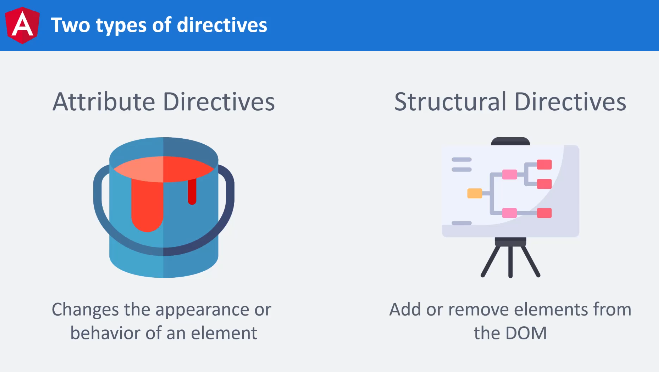 A
Two types of directives
Attribute Directives
Structural Directives
Changes the appearance or
behavior of an element
Add or remove elements from
the DOM